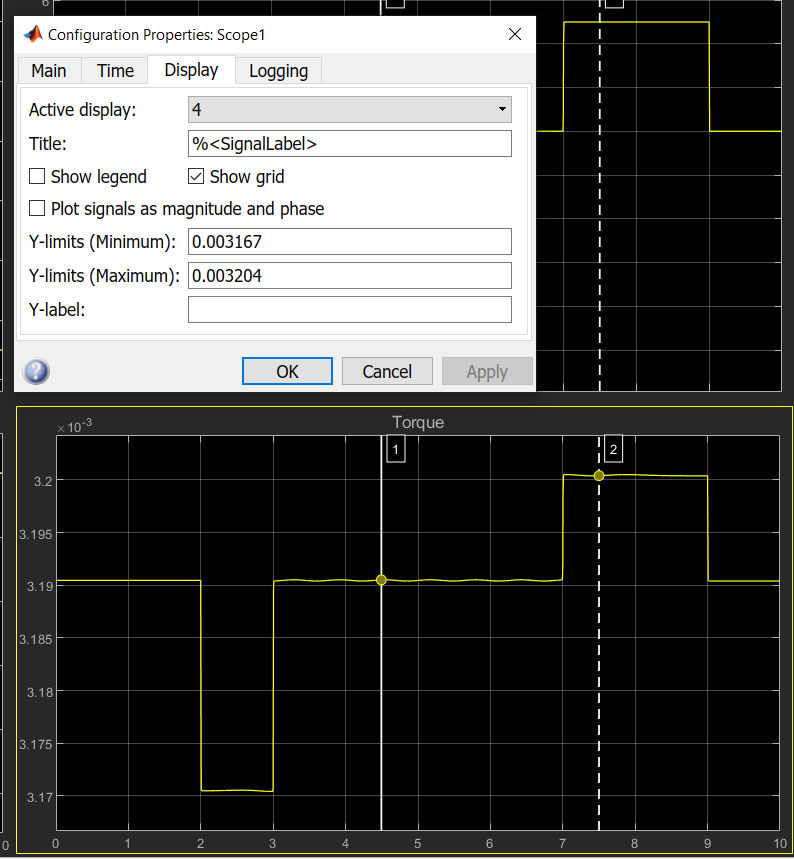 6
Configuration Properties: Scope1
Main Time Display Logging
Active display: 4
Title: %<SignalLabel>
Show legend Show grid
Plot signals as magnitude and phase
Y-limits (Minimum): 0.003167
Y-limits (Maximum): 0.003204
Y-label:
? OK Cancel Apply
Torque
×10⁻³
1 2
3.2
3.195
3.19
3.185
3.18
3.175
3.17
0 0 1 2 3 4 5 6 7 8 9 10